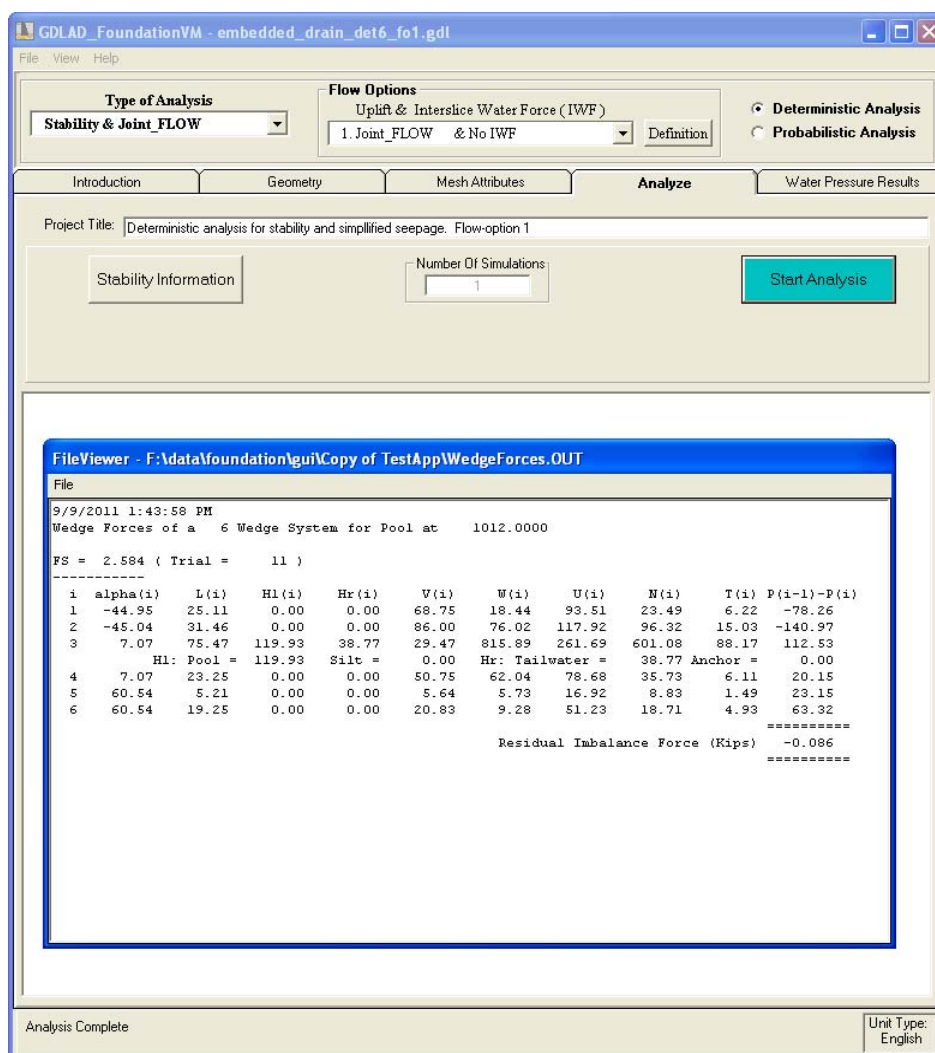 GDLAD_FoundationVM - embedded_drain_det6_fo1.gdl
File View Help
Type of Analysis
Stability & Joint_FLOW
Flow Options
Uplift & Interslice Water Force ( IWF )
1. Joint_FLOW & No IWF
Definition
Deterministic Analysis
Probabilistic Analysis
Introduction Geometry Mesh Attributes Analyze Water Pressure Results
Project Title: Deterministic analysis for stability and simpllified seepage. Flow-option 1
Stability Information
Number Of Simulations
1
Start Analysis
FileViewer - F:\data\foundation\gui\Copy of TestApp\WedgeForces.OUT
File
9/9/2011 1:43:58 PM
Wedge Forces of a 6 Wedge System for Pool at 1012.0000
FS = 2.584 ( Trial = 11 )
-----------
i alpha(i) L(i) Hl(i) Hr(i) V(i) W(i) U(i) N(i) T(i) P(i-1)-P(i)
1 -44.95 25.11 0.00 0.00 68.75 18.44 93.51 23.49 6.22 -78.26
2 -45.04 31.46 0.00 0.00 86.00 76.02 117.92 96.32 15.03 -140.97
3 7.07 75.47 119.93 38.77 29.47 815.89 261.69 601.08 88.17 112.53
Hl: Pool = 119.93 Silt = 0.00 Hr: Tailwater = 38.77 Anchor = 0.00
4 7.07 23.25 0.00 0.00 50.75 62.04 78.68 35.73 6.11 20.15
5 60.54 5.21 0.00 0.00 5.64 5.73 16.92 8.83 1.49 23.15
6 60.54 19.25 0.00 0.00 20.83 9.28 51.23 18.71 4.93 63.32
==========
Residual Imbalance Force (Kips) -0.086
==========
Analysis Complete
Unit Type:
English